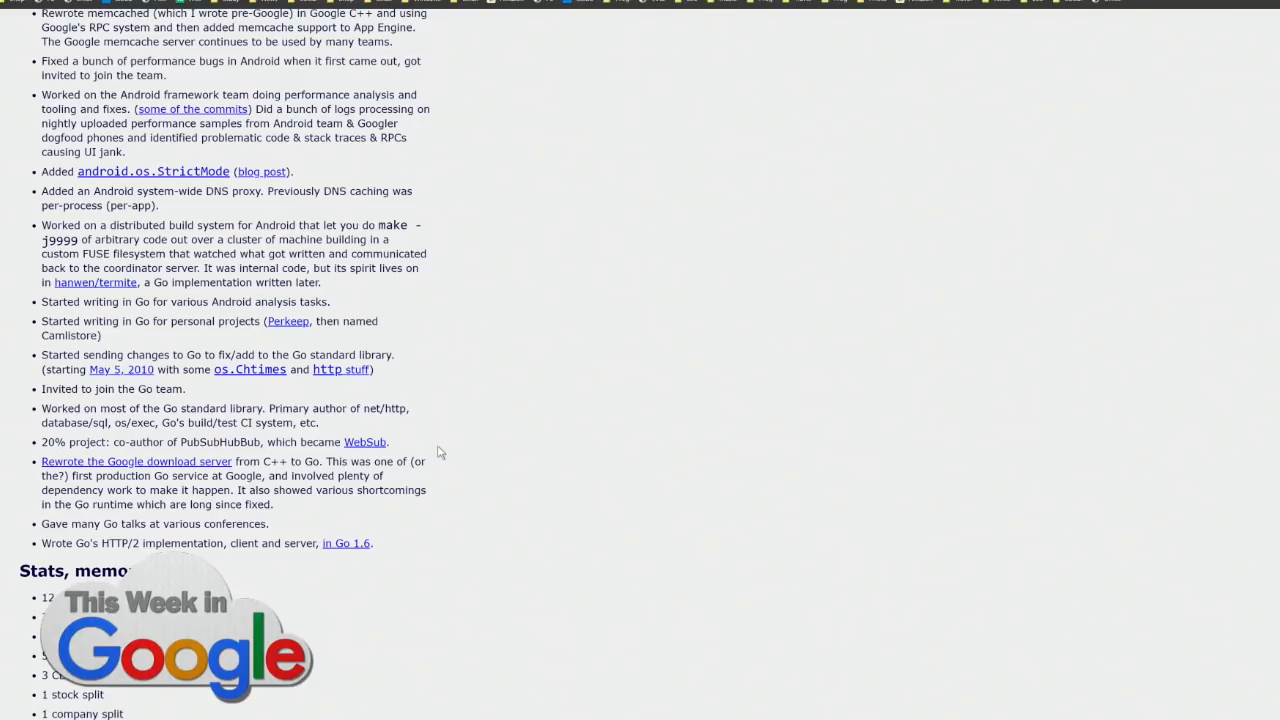 Rewrote memcached (which I wrote pre-Google) in Google C++ and using
Google's RPC system and then added memcache support to App Engine.
The Google memcache server continues to be used by many teams.
• Fixed a bunch of performance bugs in Android when it first came out, got
invited to join the team.
• Worked on the Android framework team doing performance analysis and
tooling and fixes. (some of the commits) Did a bunch of logs processing on
nightly uploaded performance samples from Android team & Googler
dogfood phones and identified problematic code & stack traces & RPCs
causing UI jank.
• Added android.os.StrictMode (blog post).
• Added an Android system-wide DNS proxy. Previously DNS caching was
per-process (per-app).
• Worked on a distributed build system for Android that let you do make -
j9999 of arbitrary code out over a cluster of machine building in a
custom FUSE filesystem that watched what got written and communicated
back to the coordinator server. It was internal code, but its spirit lives on
in hanwen/termite, a Go implementation written later.
• Started writing in Go for various Android analysis tasks.
• Started writing in Go for personal projects (Perkeep, then named
Camlistore)
• Started sending changes to Go to fix/add to the Go standard library.
(starting May 5, 2010 with some os.Chtimes and http stuff)
• Invited to join the Go team.
• Worked on most of the Go standard library. Primary author of net/http,
database/sql, os/exec, Go's build/test CI system, etc.
• 20% project: co-author of PubSubHubBub, which became WebSub.
• Rewrote the Google download server from C++ to Go. This was one of (or
the?) first production Go service at Google, and involved plenty of
dependency work to make it happen. It also showed various shortcomings
in the Go runtime which are long since fixed.
• Gave many Go talks at various conferences.
• Wrote Go's HTTP/2 implementation, client and server, in Go 1.6.
Stats,
• 12
This Week in
Google
• 3
• 1 stock split
• 1 company split